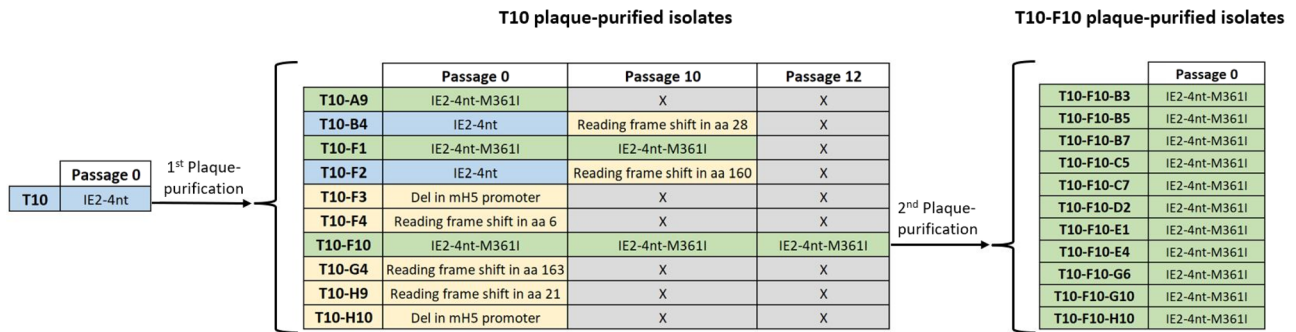 T10 plaque-purified isolates
T10-F10 plaque-purified isolates
Passage 0 Passage 10 Passage 12
T10-A9 IE2-4nt-M361I X X
T10-B4 IE2-4nt Reading frame shift in aa 28 X
T10-F1 IE2-4nt-M361I IE2-4nt-M361I X
T10-F2 IE2-4nt Reading frame shift in aa 160 X
T10-F3 Del in mH5 promoter X X
T10-F4 Reading frame shift in aa 6 X X
T10-F10 IE2-4nt-M361I IE2-4nt-M361I IE2-4nt-M361I
T10-G4 Reading frame shift in aa 163 X X
T10-H9 Reading frame shift in aa 21 X X
T10-H10 Del in mH5 promoter X X
Passage 0
T10 IE2-4nt
1st Plaque-
purification
2nd Plaque-
purification
Passage 0
T10-F10-B3 IE2-4nt-M361I
T10-F10-B5 IE2-4nt-M361I
T10-F10-B7 IE2-4nt-M361I
T10-F10-C5 IE2-4nt-M361I
T10-F10-C7 IE2-4nt-M361I
T10-F10-D2 IE2-4nt-M361I
T10-F10-E1 IE2-4nt-M361I
T10-F10-E4 IE2-4nt-M361I
T10-F10-G6 IE2-4nt-M361I
T10-F10-G10 IE2-4nt-M361I
T10-F10-H10 IE2-4nt-M361I